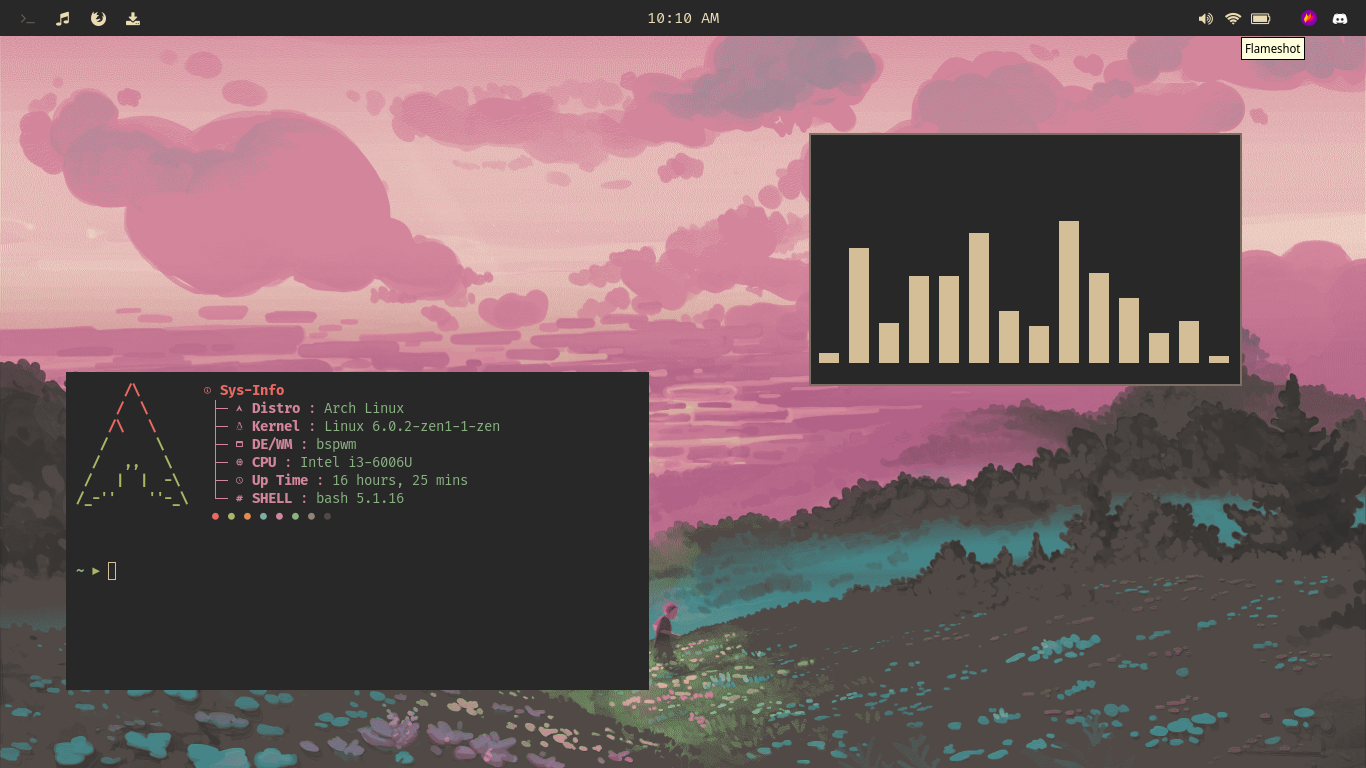 10:10 AM
Flameshot
Sys-Info
Distro : Arch Linux
Kernel : Linux 6.0.2-zen1-1-zen
DE/WM : bspwm
CPU : Intel i3-6006U
Up Time : 16 hours, 25 mins
# SHELL : bash 5.1.16
~ ►